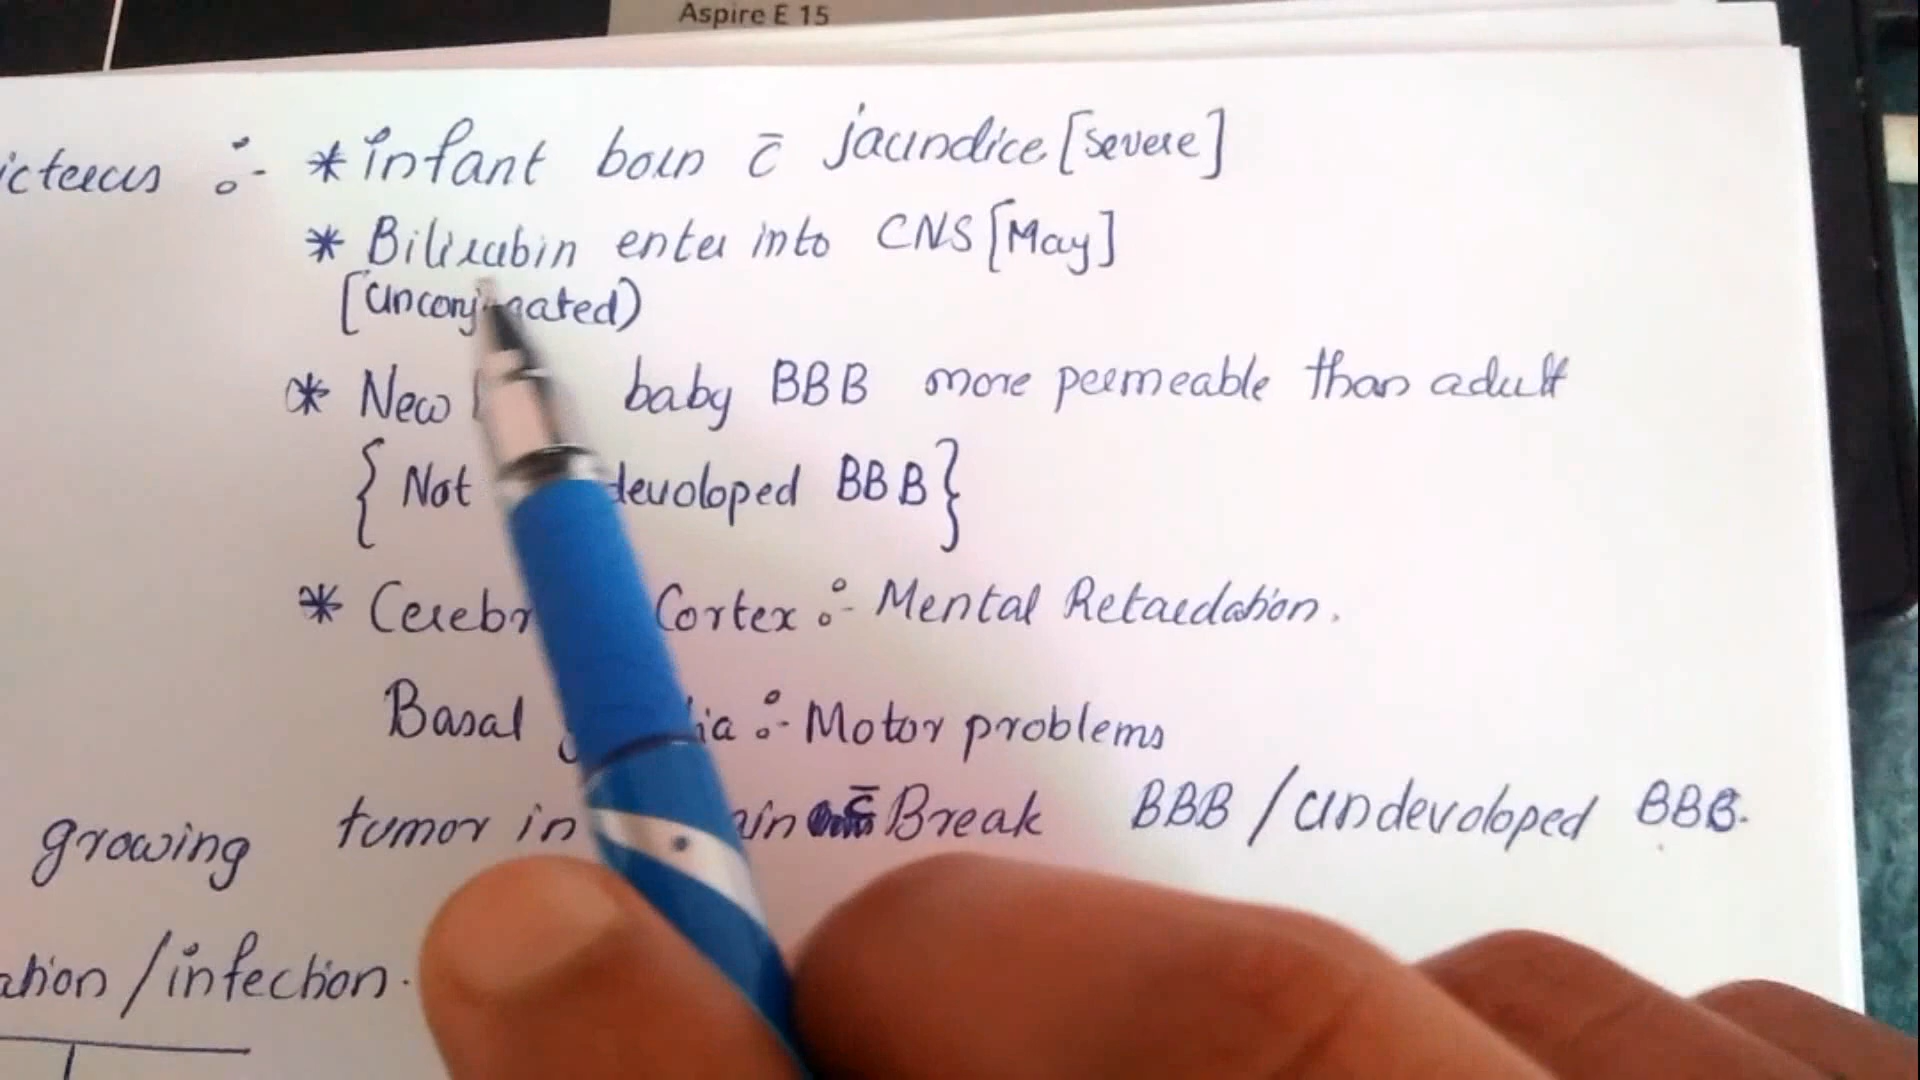 Aspire E 15
icterus :- * infant born c̄ jaundice [severe]
* Bilirubin enter into CNS [May]
[unconjugated)
* New baby BBB more permeable than adult
{ Not devoloped BBB }
* Cortex :- Mental Retardation.
Basal :- Motor problems
growing tumor in c̄ Break BBB / undevoloped BBB.
/ infection.